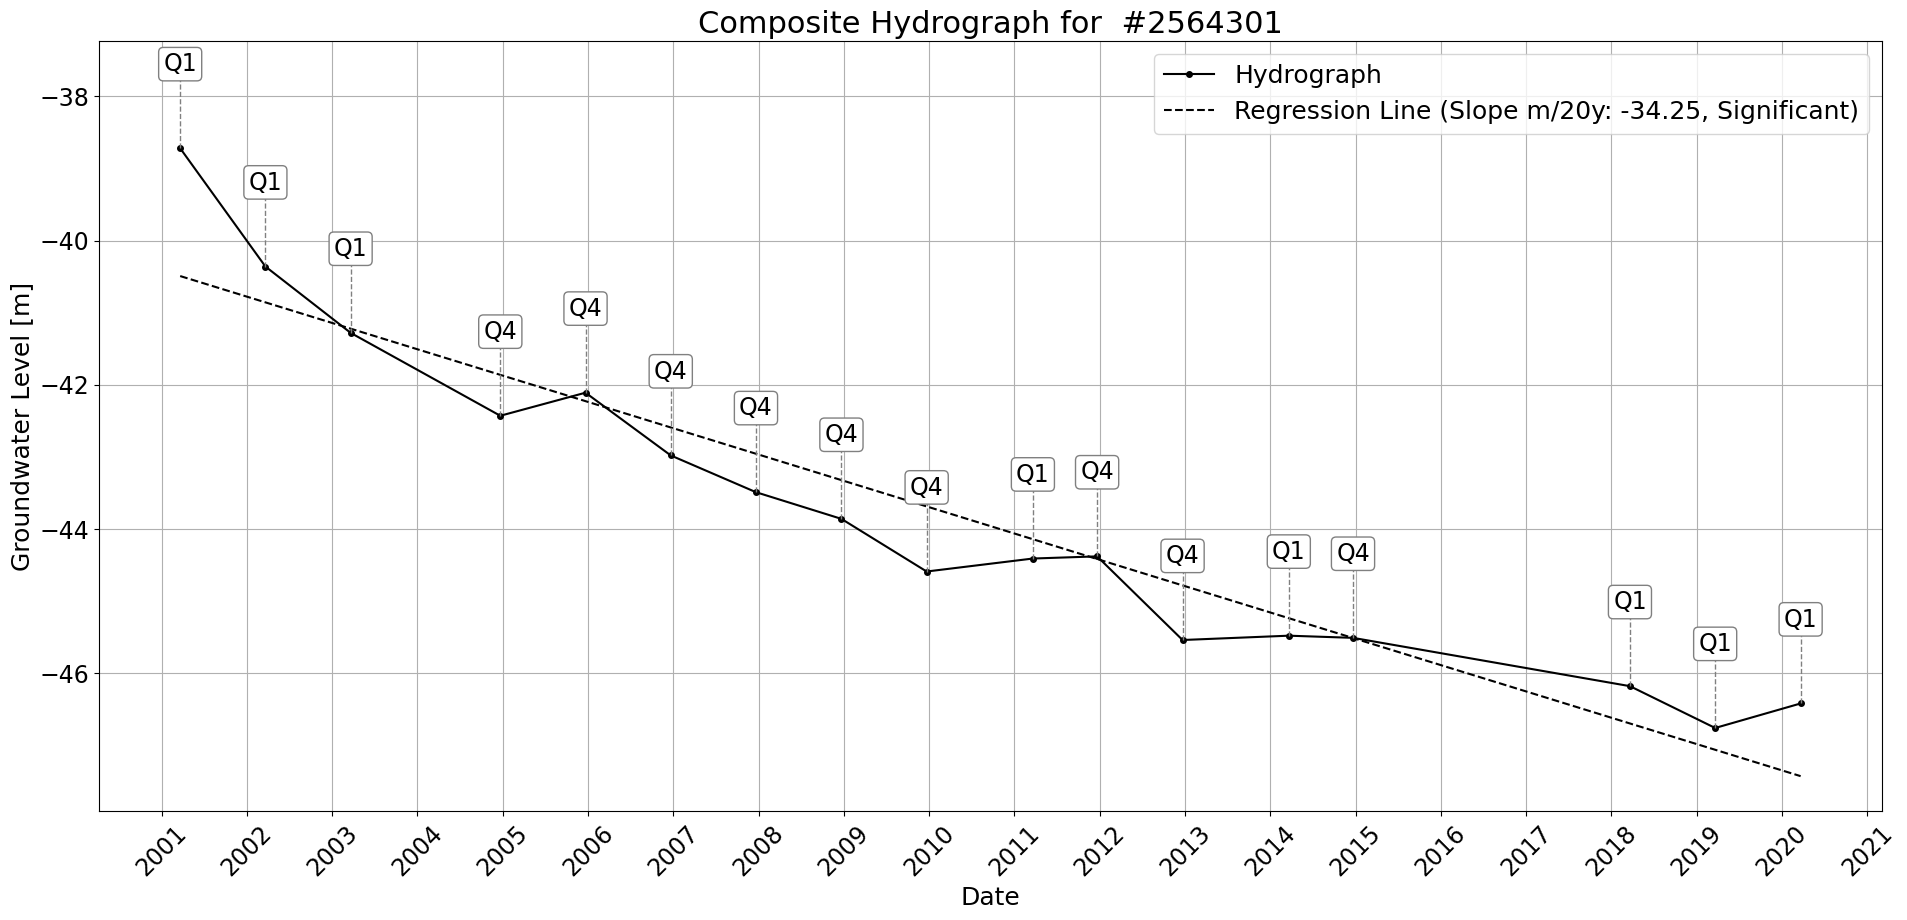 Composite Hydrograph for  #2564301
Hydrograph
Regression Line (Slope m/20y: -34.25, Significant)
Groundwater Level [m]
−38
−40
−42
−44
−46
Q1
Q1
Q1
Q4
Q4
Q4
Q4
Q4
Q4
Q1
Q4
Q4
Q1
Q4
Q1
Q1
Q1
2001
2002
2003
2004
2005
2006
2007
2008
2009
2010
2011
2012
2013
2014
2015
2016
2017
2018
2019
2020
2021
Date